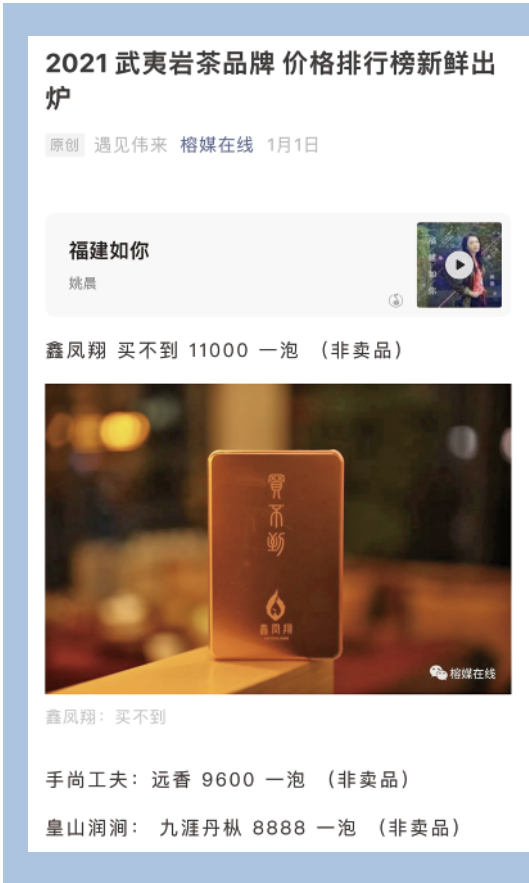 2021 武夷岩茶品牌 价格排行榜新鲜出
炉
原创 遇见伟来 榕媒在线 1月1日
福建如你
姚晨
鑫凤翔 买不到 11000 一泡 （非卖品）
買不到
鑫凤翔
榕媒在线
鑫凤翔：买不到
手尚工夫：远香 9600 一泡 （非卖品）
皇山润涧： 九涯丹枞 8888 一泡 （非卖品）